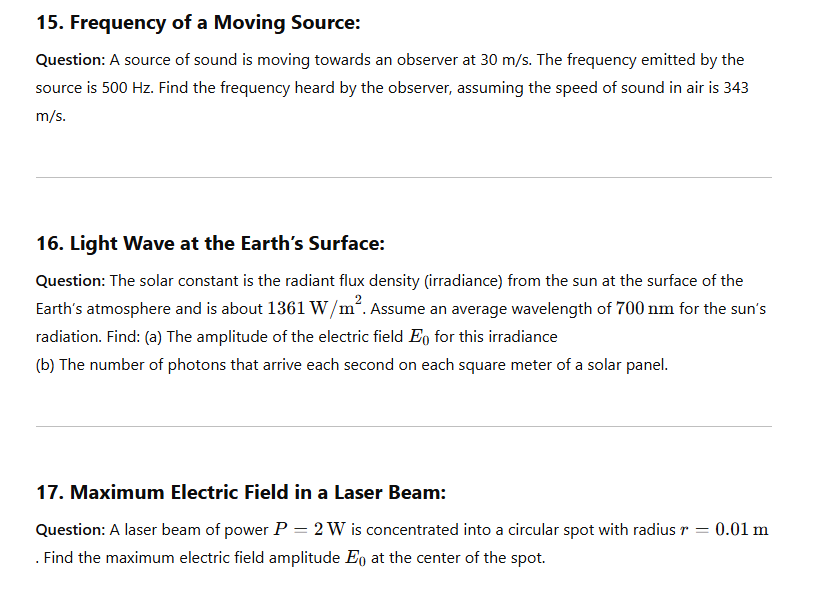 15. Frequency of a Moving Source:
Question: A source of sound is moving towards an observer at 30 m/s. The frequency emitted by the
source is 500 Hz. Find the frequency heard by the observer, assuming the speed of sound in air is 343
m/s.
16. Light Wave at the Earth’s Surface:
Question: The solar constant is the radiant flux density (irradiance) from the sun at the surface of the
Earth’s atmosphere and is about 1361 W/m². Assume an average wavelength of 700 nm for the sun’s
radiation. Find: (a) The amplitude of the electric field E₀ for this irradiance
(b) The number of photons that arrive each second on each square meter of a solar panel.
17. Maximum Electric Field in a Laser Beam:
Question: A laser beam of power P = 2 W is concentrated into a circular spot with radius r = 0.01 m
. Find the maximum electric field amplitude E₀ at the center of the spot.